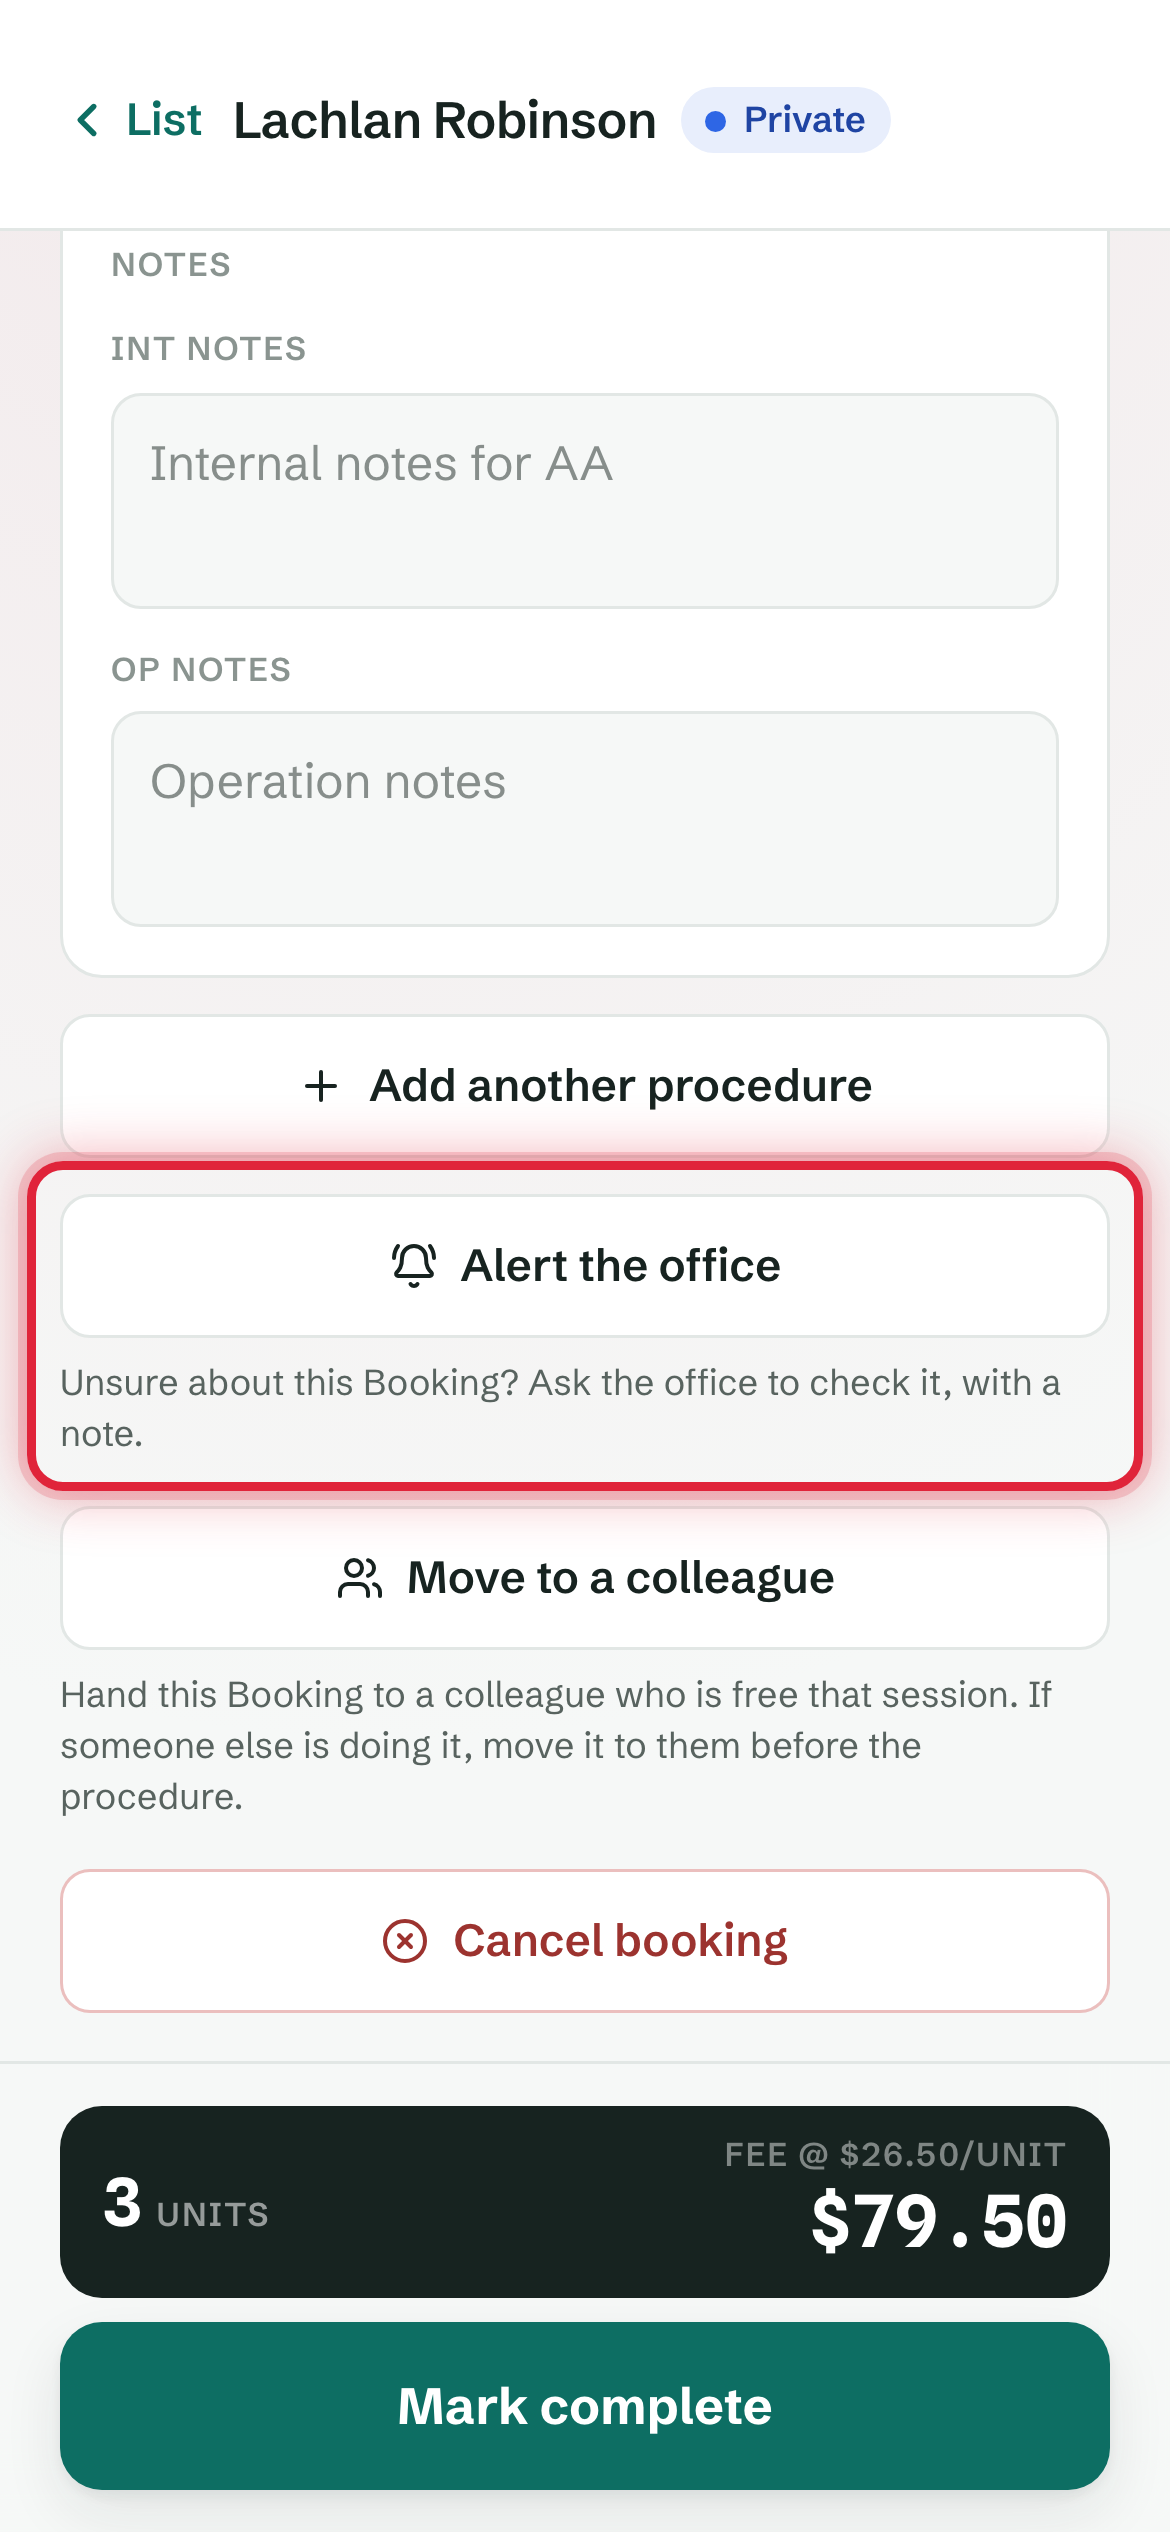 List Lachlan Robinson Private
NOTES
INT NOTES
Internal notes for AA
OP NOTES
Operation notes
Add another procedure
Alert the office
Unsure about this Booking? Ask the office to check it, with a
note.
Move to a colleague
Hand this Booking to a colleague who is free that session. If
someone else is doing it, move it to them before the
procedure.
Cancel booking
FEE @ $26.50/UNIT
3 UNITS
$79.50
Mark complete